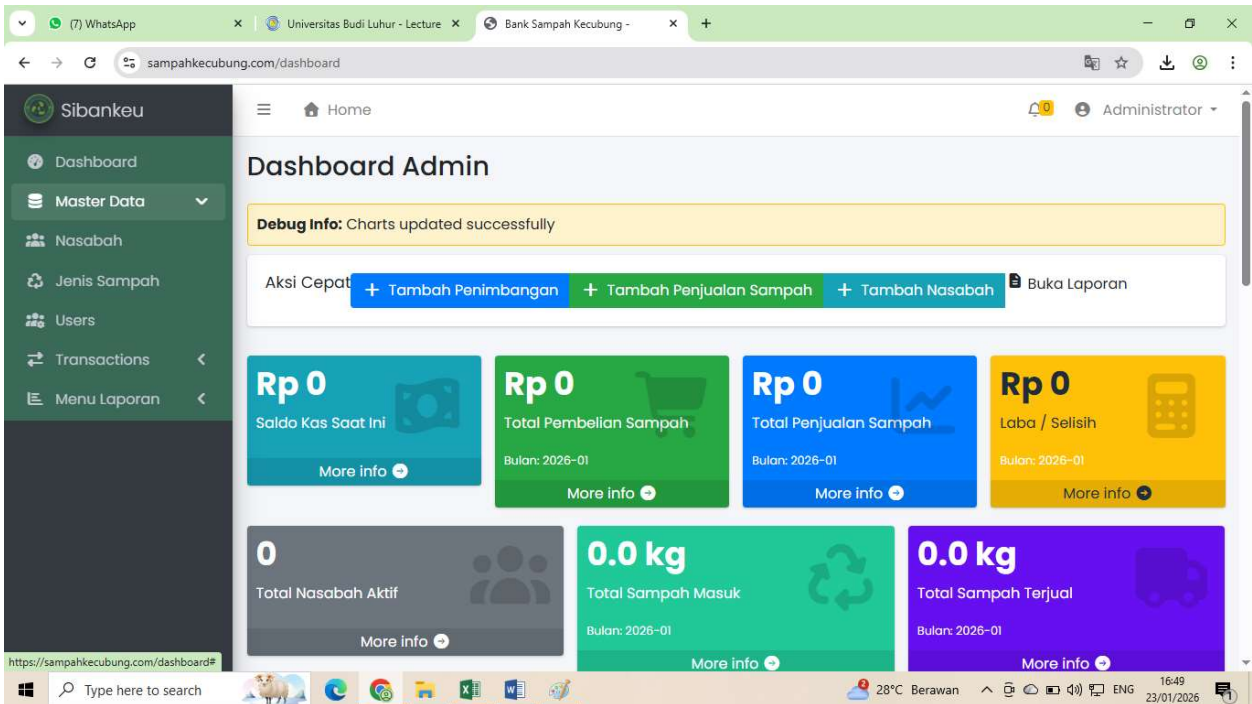 (7) WhatsApp
Universitas Budi Luhur - Lecture
Bank Sampah Kecubung -
sampahkecubung.com/dashboard
Sibankeu
Home
0
Administrator
Dashboard
Master Data
Nasabah
Jenis Sampah
Users
Transactions
Menu Laporan
Dashboard Admin
Debug Info: Charts updated successfully
Aksi Cepat
+ Tambah Penimbangan
+ Tambah Penjualan Sampah
+ Tambah Nasabah
Buka Laporan
Rp 0
Saldo Kas Saat Ini
More info
Rp 0
Total Pembelian Sampah
Bulan: 2026-01
More info
Rp 0
Total Penjualan Sampah
Bulan: 2026-01
More info
Rp 0
Laba / Selisih
Bulan: 2026-01
More info
0
Total Nasabah Aktif
More info
0.0 kg
Total Sampah Masuk
Bulan: 2026-01
More info
0.0 kg
Total Sampah Terjual
Bulan: 2026-01
More info
https://sampahkecubung.com/dashboard#
Type here to search
28°C Berawan
ENG
16:49
23/01/2026
1